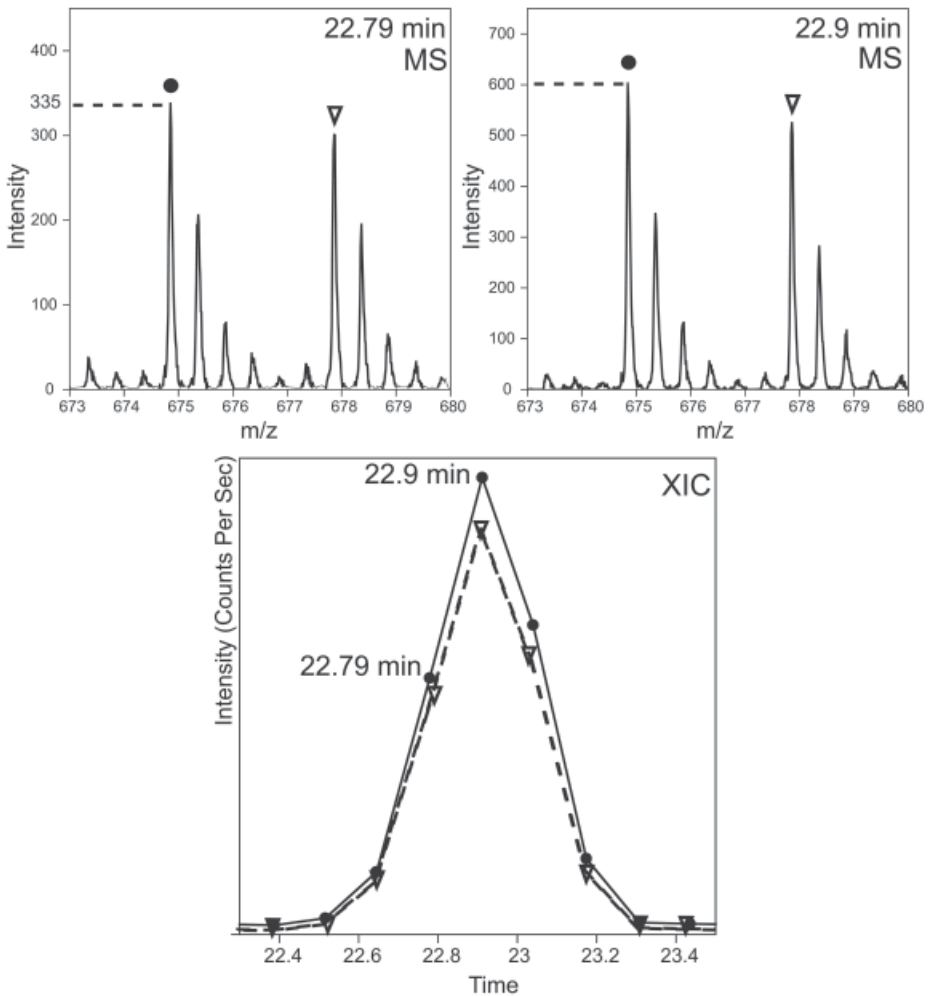 22.79 min
MS
400
335
300
200
100
0
Intensity
673 674 675 676 677 678 679 680
m/z
22.9 min
MS
700
600
500
400
300
200
100
0
Intensity
673 674 675 676 677 678 679 680
m/z
XIC
22.9 min
22.79 min
Intensity (Counts Per Sec)
22.4 22.6 22.8 23 23.2 23.4
Time